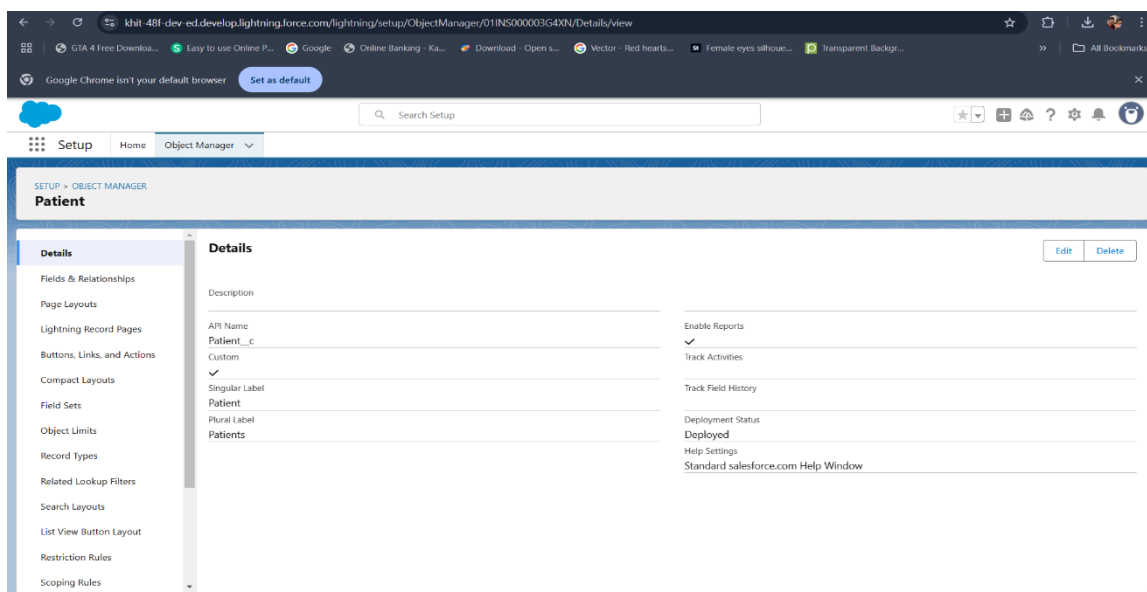 khit-48f-dev-ed.develop.lightning.force.com/lightning/setup/ObjectManager/01INS000003G4XN/Details/view
GTA 4 Free Downloa... Easy to use Online P... Google Online Banking - Ka... Download - Open s... Vector - Red hearts... Female eyes silhoue... Transparent Backgr... » All Bookmarks
Google Chrome isn't your default browser Set as default
Search Setup
Setup Home Object Manager
SETUP > OBJECT MANAGER
Patient
Details
Fields & Relationships
Page Layouts
Lightning Record Pages
Buttons, Links, and Actions
Compact Layouts
Field Sets
Object Limits
Record Types
Related Lookup Filters
Search Layouts
List View Button Layout
Restriction Rules
Scoping Rules
Details
Edit Delete
Description
API Name
Patient__c
Custom
Singular Label
Patient
Plural Label
Patients
Enable Reports
Track Activities
Track Field History
Deployment Status
Deployed
Help Settings
Standard salesforce.com Help Window